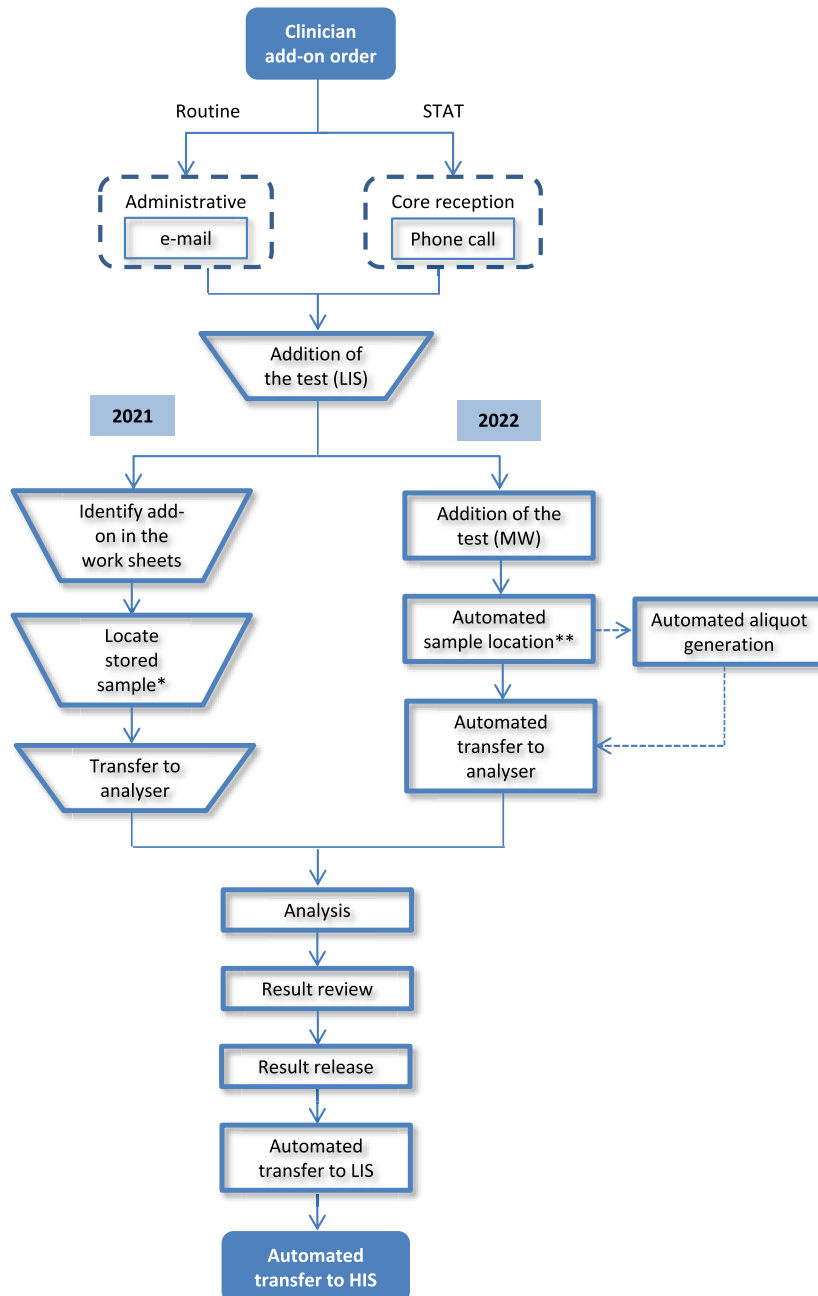 Clinician
add-on order
Routine
STAT
Administrative
e-mail
Core reception
Phone call
Addition of
the test (LIS)
2021
2022
Identify add-
on in the
work sheets
Addition of the
test (MW)
Locate
stored
sample*
Automated
sample location**
Automated aliquot
generation
Transfer to
analyser
Automated
transfer to
analyser
Analysis
Result review
Result release
Automated
transfer to LIS
Automated
transfer to HIS